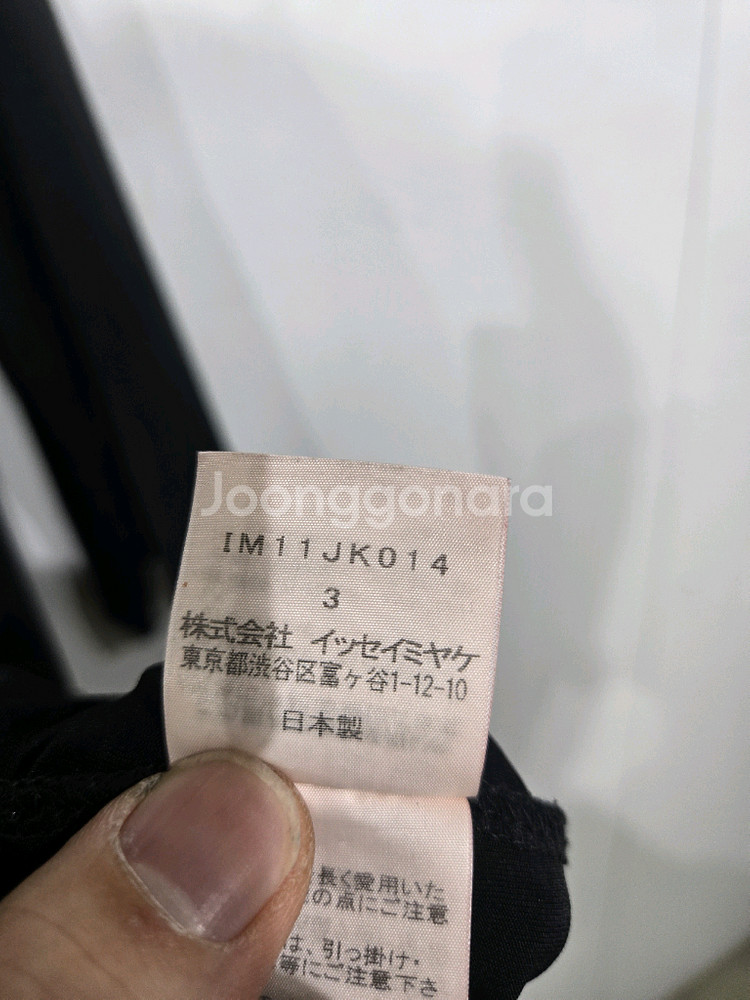 Joonggonara
IM11JK014
3
株式会社 イッセイミヤケ
東京都渋谷区富ヶ谷1-12-10
日本製
長く愛用いた
の点にご注意
は、引っ掛け・
等にご注意下さ